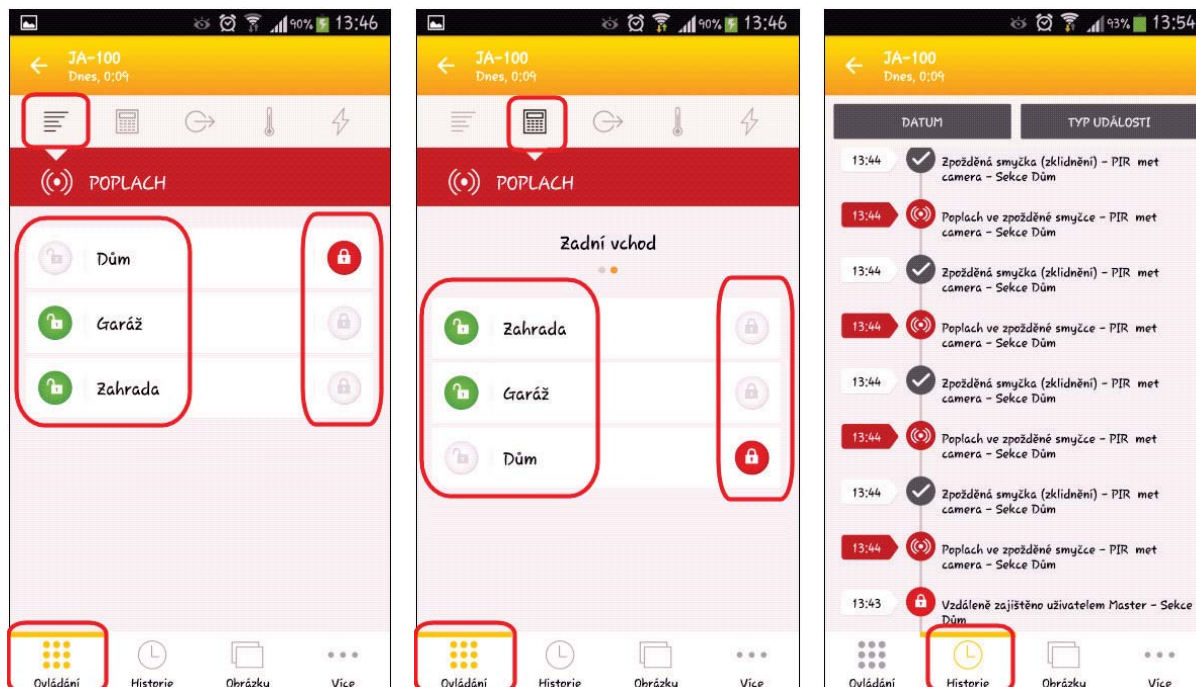 90% 13:46
JA-100
Dnes, 0:09
POPLACH
Dům
Garáž
Zahrada
Ovládání
Historie
Obrázky
Více
90% 13:46
JA-100
Dnes, 0:09
POPLACH
Zadní vchod
Zahrada
Garáž
Dům
Ovládání
Historie
Obrázky
Více
93% 13:54
JA-100
Dnes, 0:09
DATUM
TYP UDÁLOSTI
13:44
Zpožděná smyčka (zklidnění) – PIR met
camera – Sekce Dům
13:44
Poplach ve zpožděné smyčce – PIR met
camera – Sekce Dům
13:44
Zpožděná smyčka (zklidnění) – PIR met
camera – Sekce Dům
13:44
Poplach ve zpožděné smyčce – PIR met
camera – Sekce Dům
13:44
Zpožděná smyčka (zklidnění) – PIR met
camera – Sekce Dům
13:44
Poplach ve zpožděné smyčce – PIR met
camera – Sekce Dům
13:44
Zpožděná smyčka (zklidnění) – PIR met
camera – Sekce Dům
13:44
Poplach ve zpožděné smyčce – PIR met
camera – Sekce Dům
13:43
Vzdáleně zajištěno uživatelem Master – Sekce
Dům
Ovládání
Historie
Obrázky
Více